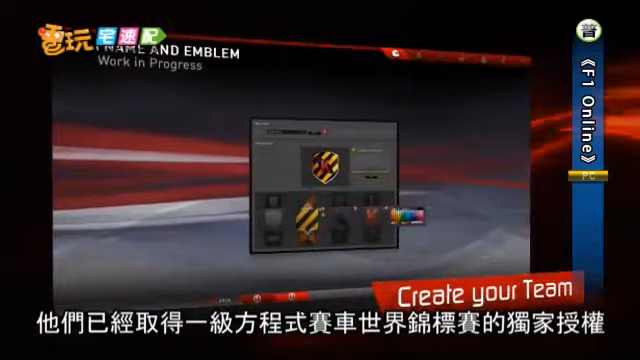 電玩宅速配
普
NAME AND EMBLEM
Work in Progress
《F1 Online》
PC
Create your Team
他們已經取得一級方程式賽車世界錦標賽的獨家授權